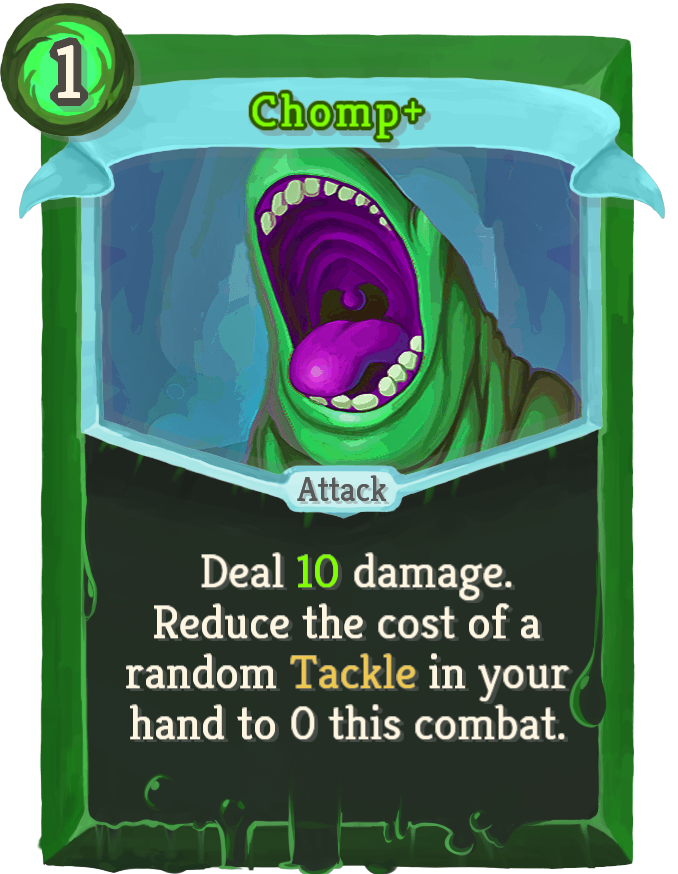 1
Chomp+
Attack
Deal 10 damage.
Reduce the cost of a
random Tackle in your
hand to 0 this combat.